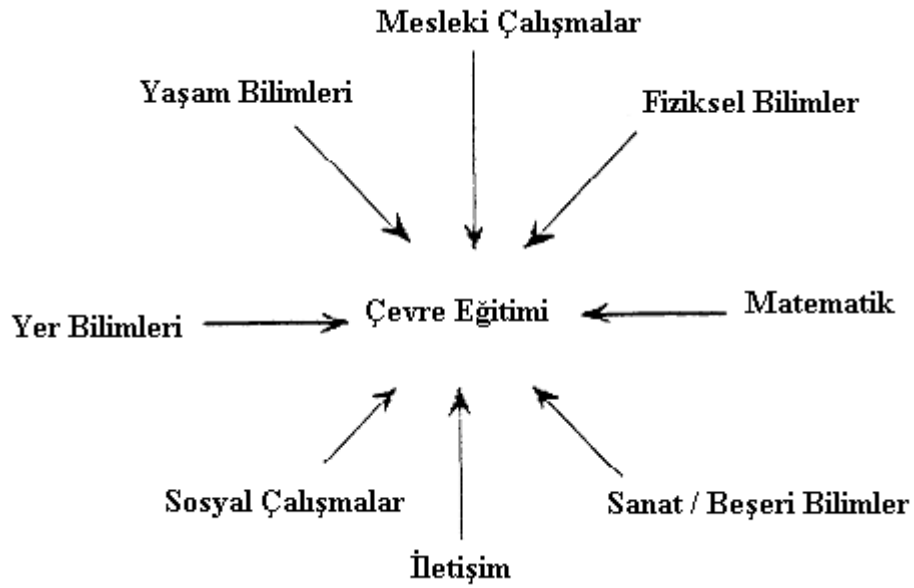 Mesleki Çalışmalar
Yaşam Bilimleri
Fiziksel Bilimler
Çevre Eğitimi
Matematik
Yer Bilimleri
Sosyal Çalışmalar
Sanat / Beşeri Bilimler
İletişim